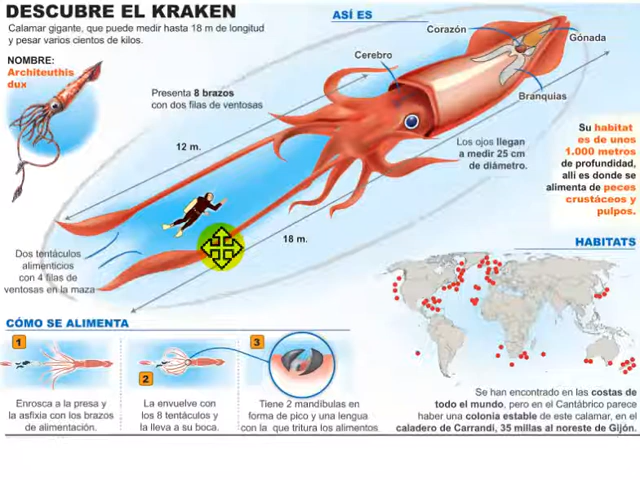 DESCUBRE EL KRAKEN
Calamar gigante, que puede medir hasta 18 m de longitud
y pesar varios cientos de kilos.
NOMBRE:
Architeuthis
dux
ASÍ ES
Corazón
Gónada
Cerebro
Branquias
Presenta 8 brazos
con dos filas de ventosas
12 m.
Los ojos llegan
a medir 25 cm
de diámetro.
Su habitat
es de unos
1.000 metros
de profundidad,
alli es donde se
alimenta de peces
crustáceos y
pulpos.
18 m.
Dos tentáculos
alimenticios
con 4 filas de
ventosas en la maza
HABITATS
CÓMO SE ALIMENTA
1
Enrosca a la presa y
la asfixia con los brazos
de alimentación.
2
La envuelve con
los 8 tentáculos y
la lleva a su boca.
3
Tiene 2 mandíbulas en
forma de pico y una lengua
con la que tritura los alimentos
Se han encontrado en las costas de
todo el mundo, pero en el Cantábrico parece
haber una colonia estable de este calamar, en el
caladero de Carrandi, 35 millas al noreste de Gijón.